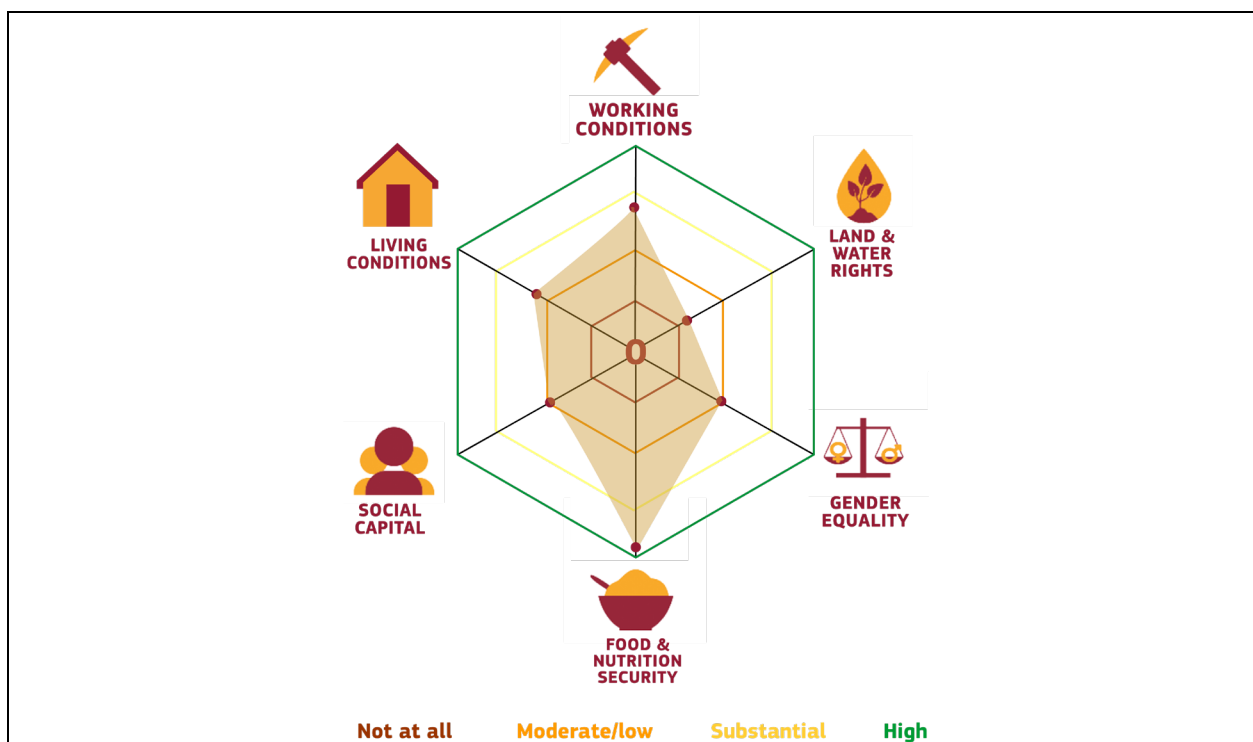 WORKING
CONDITIONS
LAND &
WATER
RIGHTS
LIVING
CONDITIONS
0
SOCIAL
CAPITAL
GENDER
EQUALITY
FOOD &
NUTRITION
SECURITY
Not at all Moderate/low Substantial High